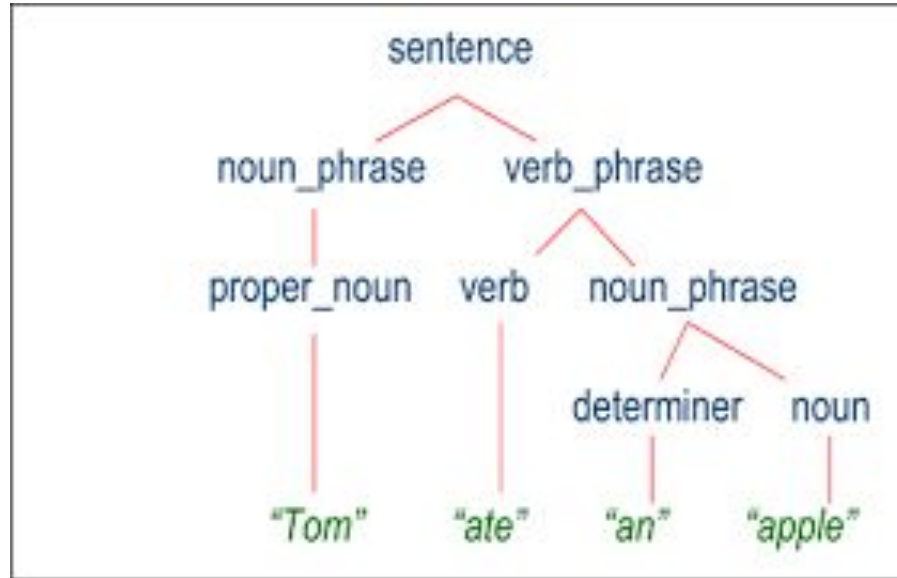 sentence
noun_phrase verb_phrase
proper_noun verb noun_phrase
determiner noun
“Tom” “ate” “an” “apple”